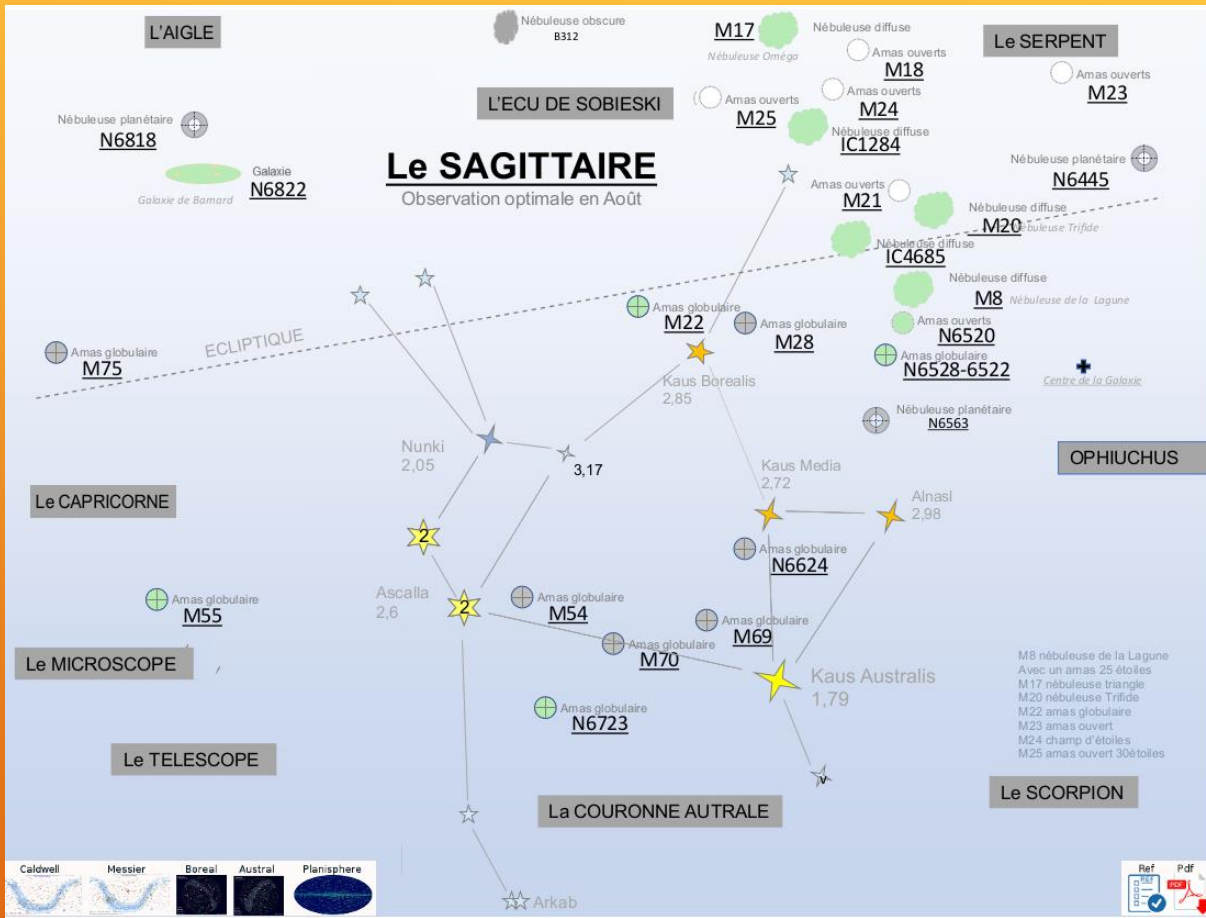 L'AIGLE
Nébuleuse obscure
B312
M17
Nébuleuse diffuse
Nébuleuse Oméga
Amas ouverts
M18
Le SERPENT
Amas ouverts
M23
L'ECU DE SOBIESKI
Amas ouverts
M25
Amas ouverts
M24
Nébuleuse diffuse
IC1284
Nébuleuse planétaire
N6818
Galaxie
N6822
Galaxie de Barnard
Le SAGITTAIRE
Observation optimale en Août
Nébuleuse planétaire
N6445
Amas ouverts
M21
Nébuleuse diffuse
M20
Nébuleuse Trifide
Nébuleuse diffuse
IC4685
Nébuleuse diffuse
M8 Nébuleuse de la Lagune
Amas globulaire
M22
Amas globulaire
M28
Amas ouverts
N6520
Amas globulaire
N6528-6522
Centre de la Galaxie
ECLIPTIQUE
Amas globulaire
M75
Kaus Borealis
2,85
Nébuleuse planétaire
N6563
Nunki
2,05
3,17
OPHIUCHUS
Kaus Media
2,72
Alnasl
2,98
Le CAPRICORNE
2
Amas globulaire
N6624
Ascalla
2,6
2
Amas globulaire
M55
Amas globulaire
M54
Amas globulaire
M69
Amas globulaire
M70
Le MICROSCOPE
Kaus Australis
1,79
M8 nébuleuse de la Lagune
Avec un amas 25 étoiles
M17 nébuleuse triangle
M20 nébuleuse Trifide
M22 amas globulaire
M23 amas ouvert
M24 champ d'étoiles
M25 amas ouvert 30étoiles
Amas globulaire
N6723
Le TELESCOPE
v
La COURONNE AUTRALE
Le SCORPION
Arkab
Caldwell
Messier
Boreal
Austral
Planisphere
Ref
REF
Pdf
PDF